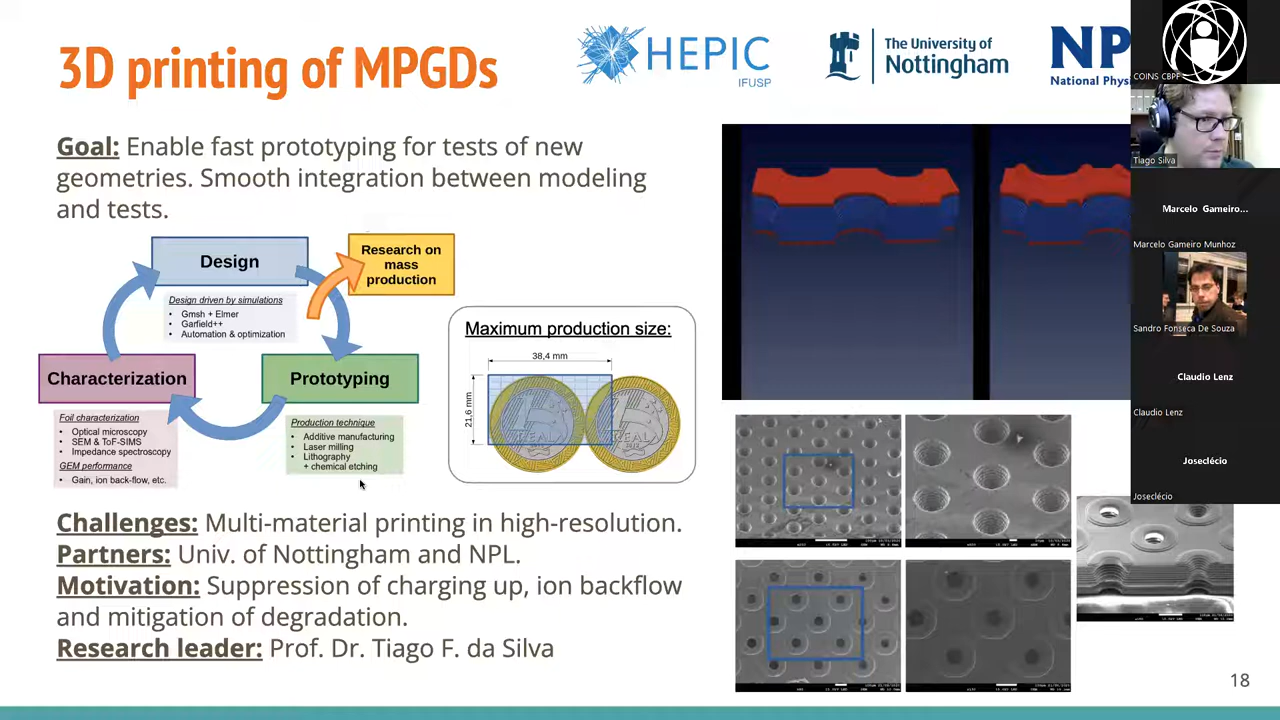 3D printing of MPGDs
HEPIC
IFUSP
The University of
Nottingham
NP
National Physi
Goal: Enable fast prototyping for tests of new
geometries. Smooth integration between modeling
and tests.
Design
Research on
mass
production
Design driven by simulations
• Gmsh + Elmer
• Garfield++
• Automation & optimization
Characterization
Prototyping
Foil characterization
• Optical microscopy
• SEM & ToF-SIMS
• Impedance spectroscopy
GEM performance
• Gain, ion back-flow, etc.
Production technique
• Additive manufacturing
• Laser milling
• Lithography
+ chemical etching
Maximum production size:
38,4 mm
21,6 mm
REAL
REAL
Challenges: Multi-material printing in high-resolution.
Partners: Univ. of Nottingham and NPL.
Motivation: Suppression of charging up, ion backflow
and mitigation of degradation.
Research leader: Prof. Dr. Tiago F. da Silva
18
COINS CBPF
Tiago Silva
Marcelo Gameiro...
Marcelo Gameiro Munhoz
Sandro Fonseca De Souza
Claudio Lenz
Claudio Lenz
Joseclécio
Joseclécio